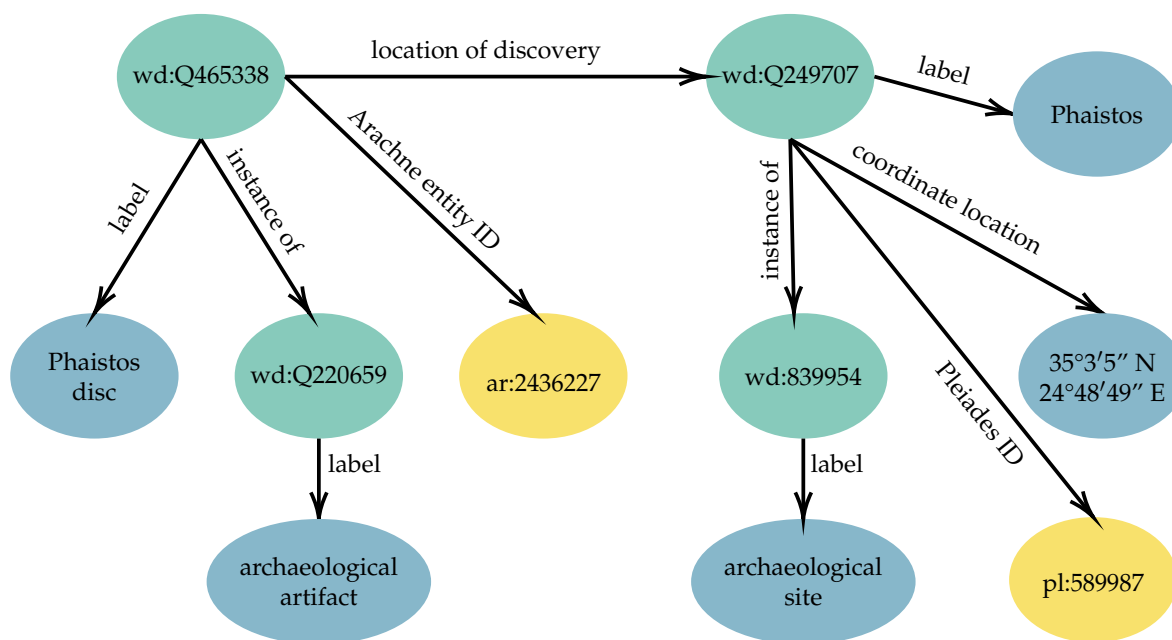 location of discovery
wd:Q465338
wd:Q249707
label
Phaistos
Arachne entity ID
instance of
label
instance of
coordinate location
Phaistos
disc
wd:Q220659
ar:2436227
wd:839954
35°3′5″ N
24°48′49″ E
Pleiades ID
label
label
archaeological
artifact
archaeological
site
pl:589987